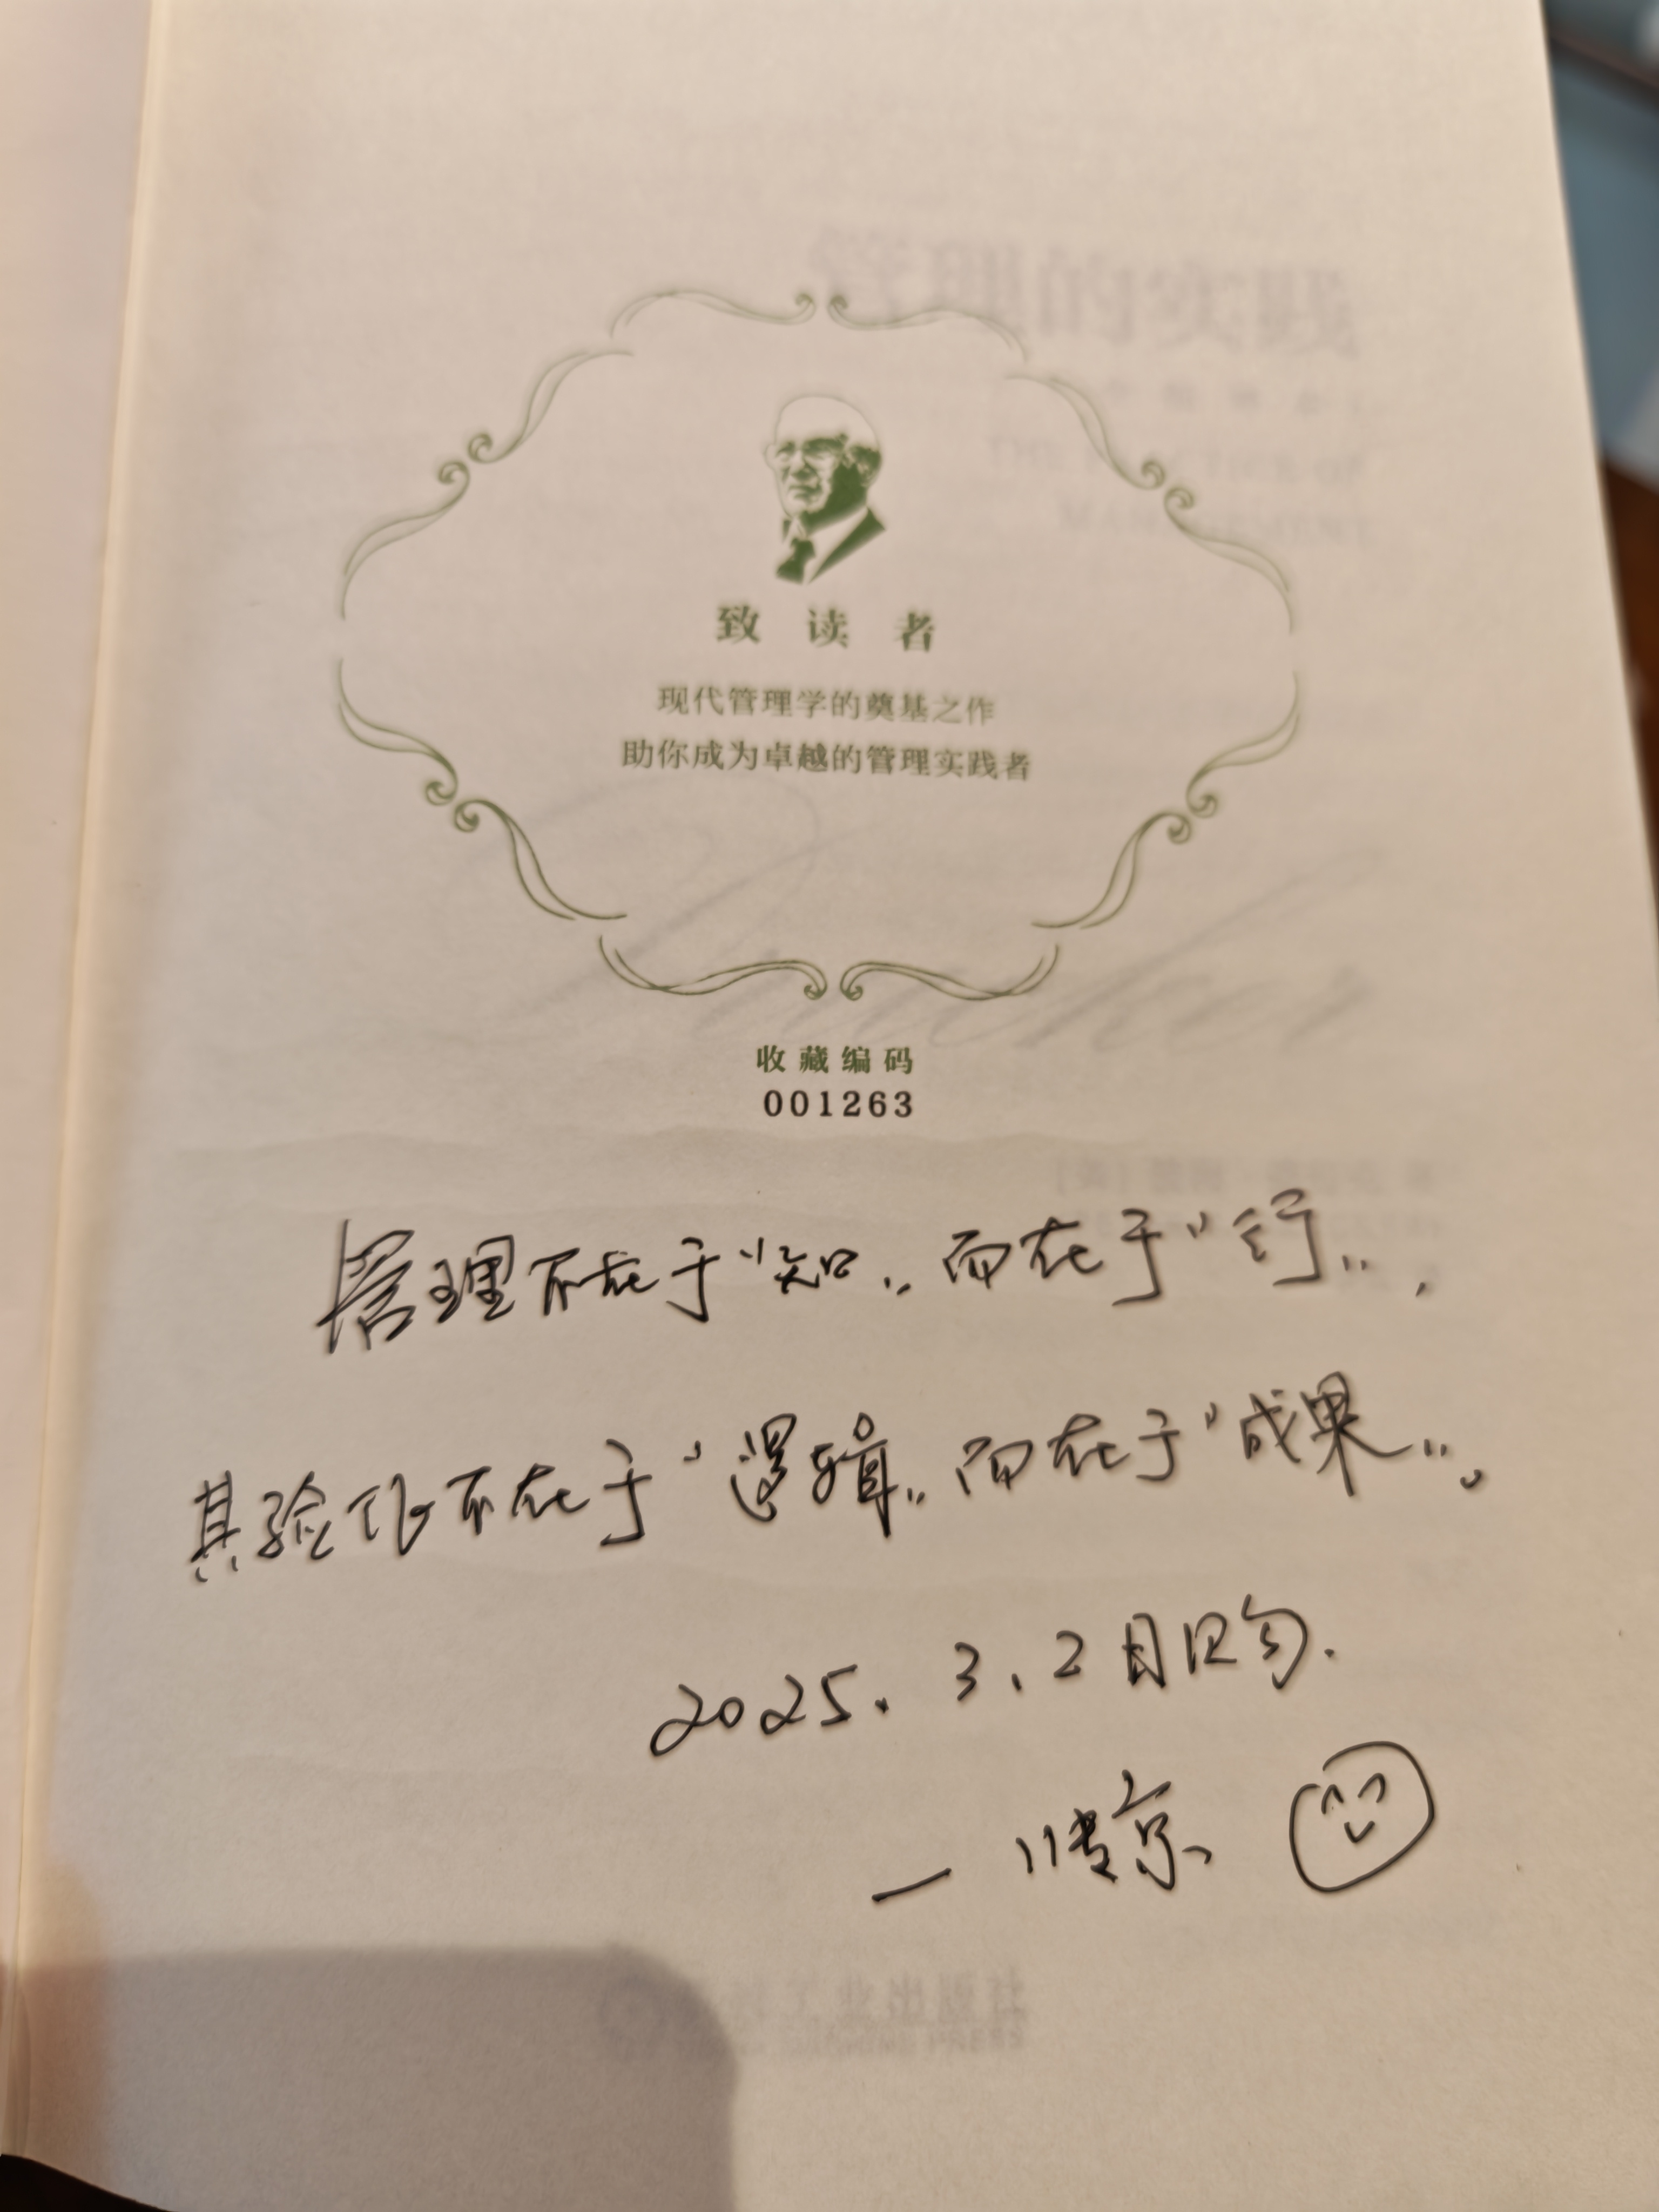 致读者
现代管理学的奠基之作
助你成为卓越的管理实践者
收藏编码
001263
管理不在于“知”而在于“行”，
其验证不在于“逻辑”而在于“成果”。
2025.3.2
京